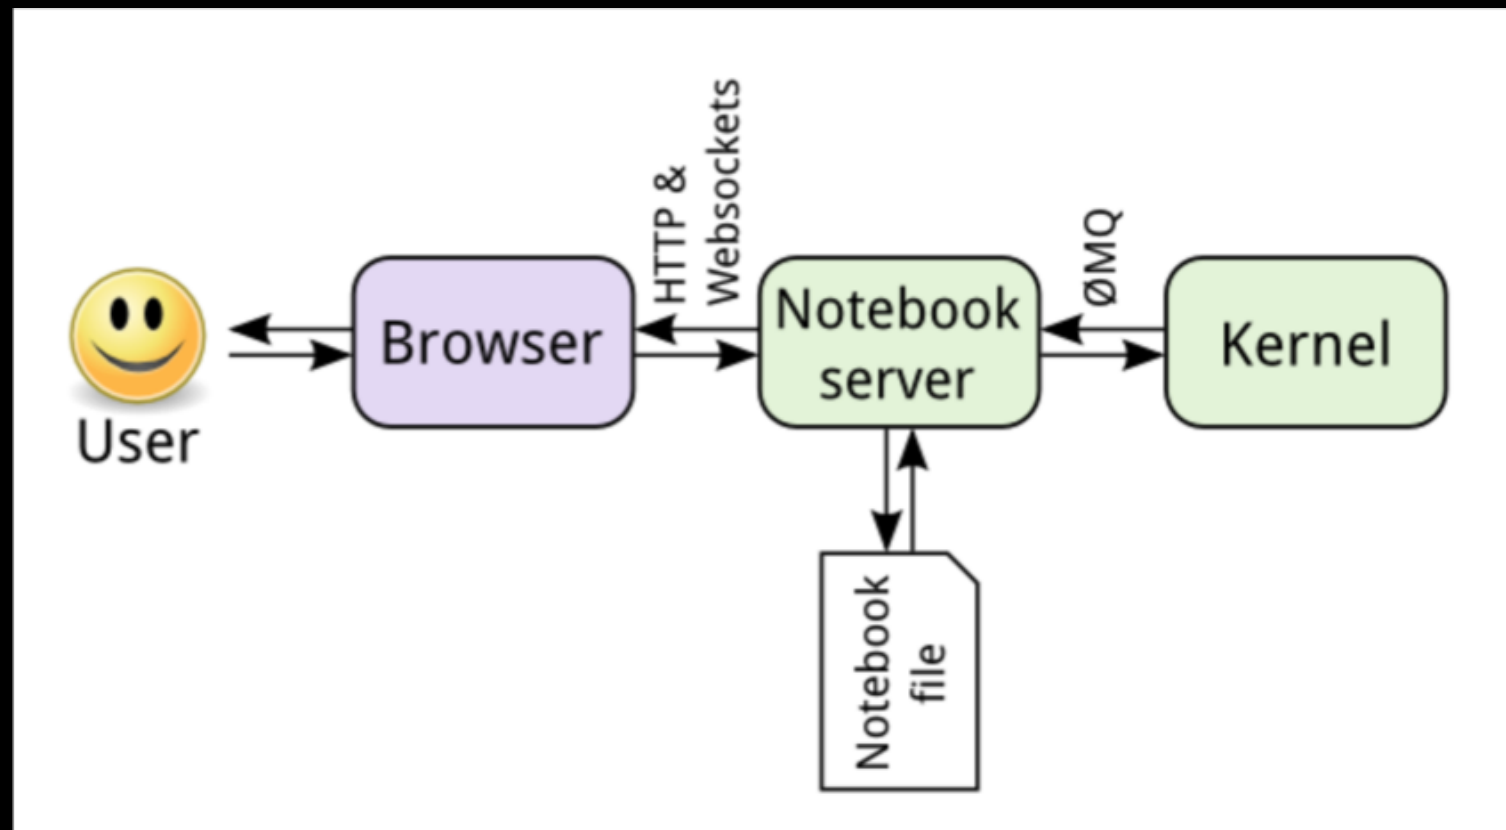 HTTP &
Websockets
ØMQ
User
Browser
Notebook
server
Kernel
Notebook
file